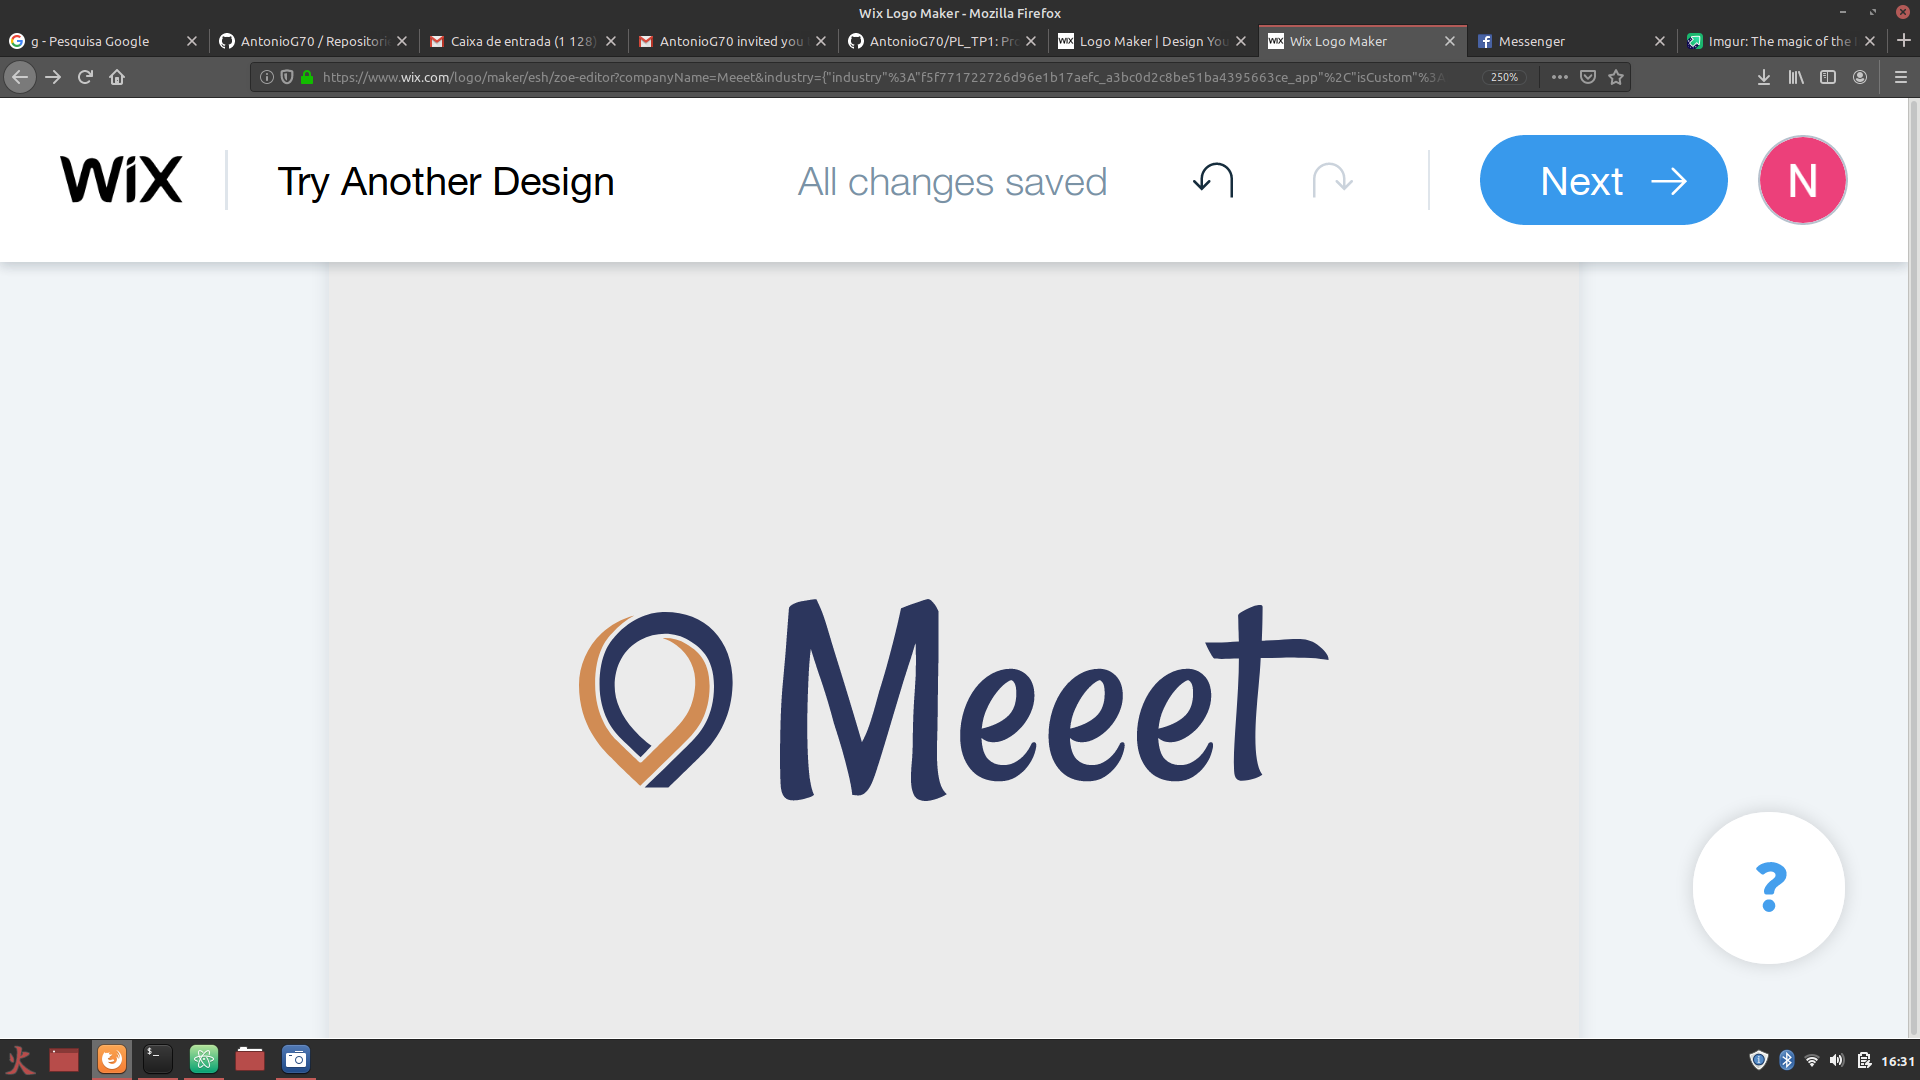 Wix Logo Maker - Mozilla Firefox
g - Pesquisa Google
AntonioG70 / Repositori
Caixa de entrada (1 128)
AntonioG70 invited you
AntonioG70/PL_TP1: Pro
Logo Maker | Design You
Wix Logo Maker
Messenger
Imgur: The magic of the
https://www.wix.com/logo/maker/esh/zoe-editor?companyName=Meeet&industry={"industry"%3A"f5f771722726d96e1b17aefc_a3bc0d2c8be51ba4395663ce_app"%2C"isCustom"%3A
250%
WiX
Try Another Design
All changes saved
Next
N
Meeet
?
火
$_
16:31